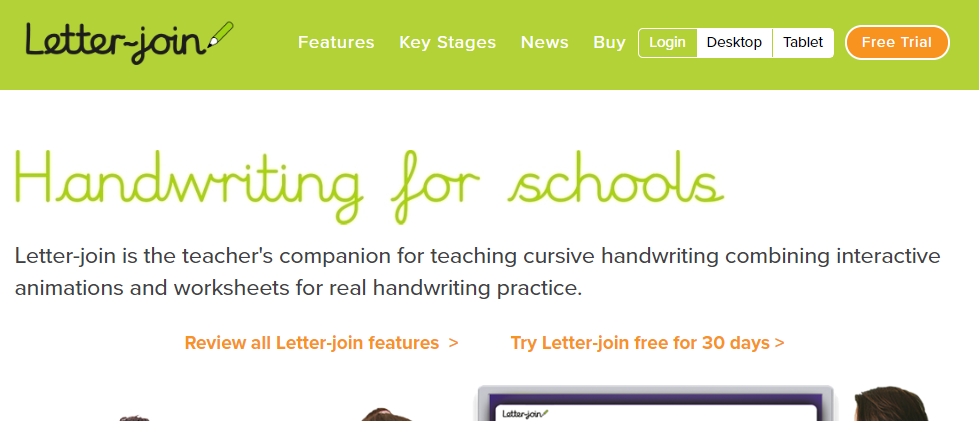 Letter-join
Features Key Stages News Buy Login Desktop Tablet Free Trial
Handwriting for schools
Letter-join is the teacher's companion for teaching cursive handwriting combining interactive
animations and worksheets for real handwriting practice.
Review all Letter-join features > Try Letter-join free for 30 days >
Letter-join